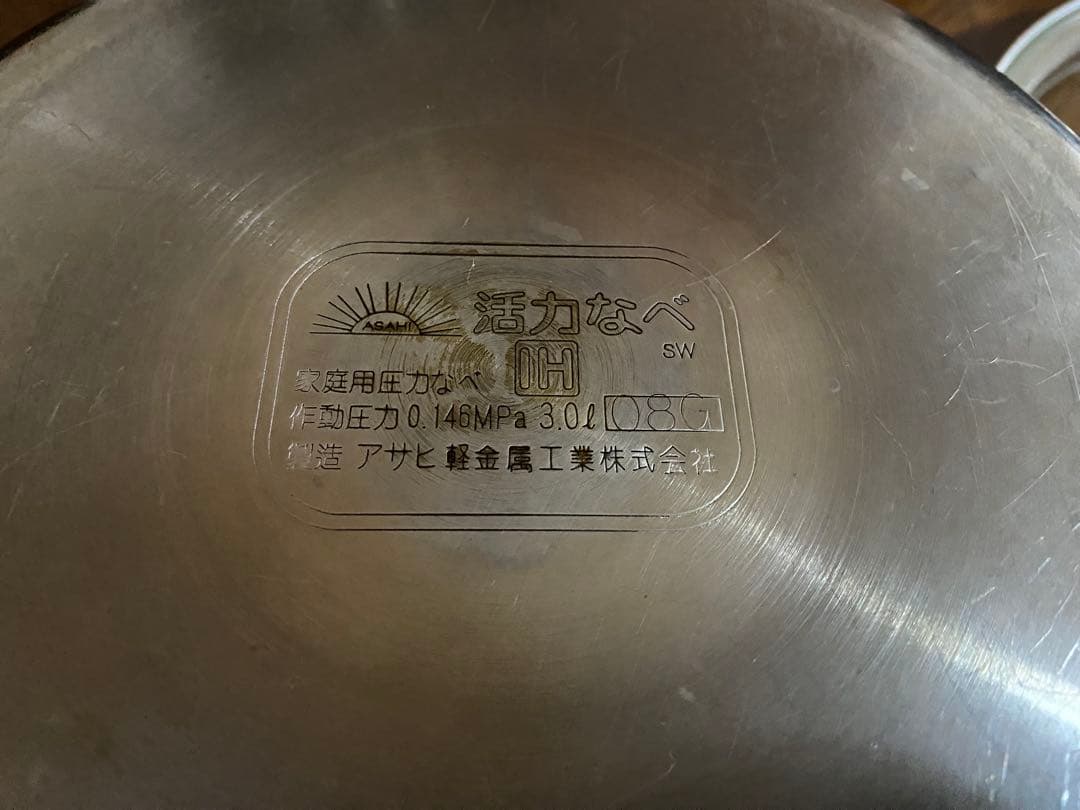 ASAHI 活力なべ
IH SW
家庭用圧力なべ
作動圧力 0.146MPa 3.0ℓ 08G
製造 アサヒ軽金属工業株式会社